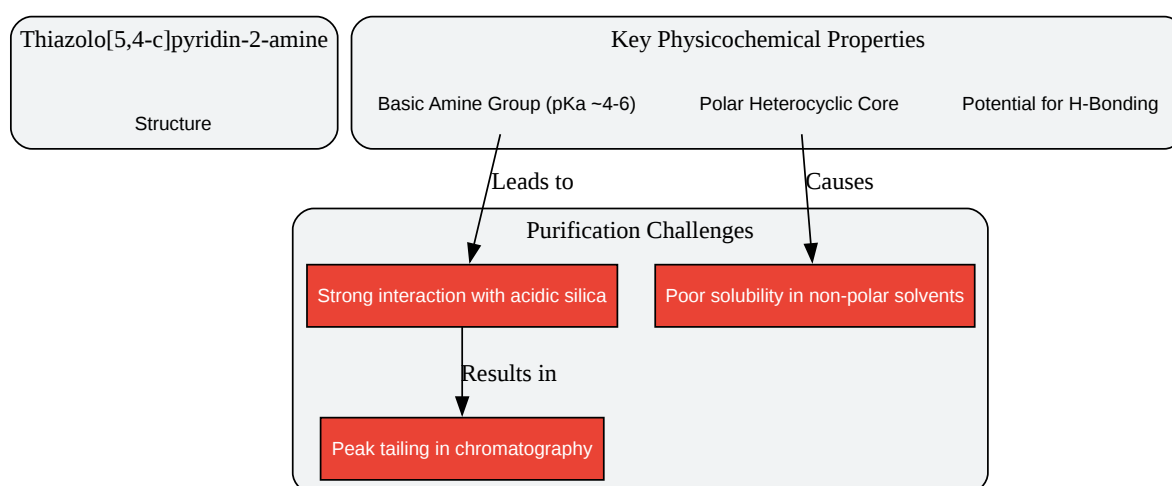 Thiazolo[5,4-c]pyridin-2-amine
Structure
Key Physicochemical Properties
Basic Amine Group (pKa ~4-6)
Polar Heterocyclic Core
Potential for H-Bonding
Leads to
Causes
Purification Challenges
Strong interaction with acidic silica
Poor solubility in non-polar solvents
Results in
Peak tailing in chromatography